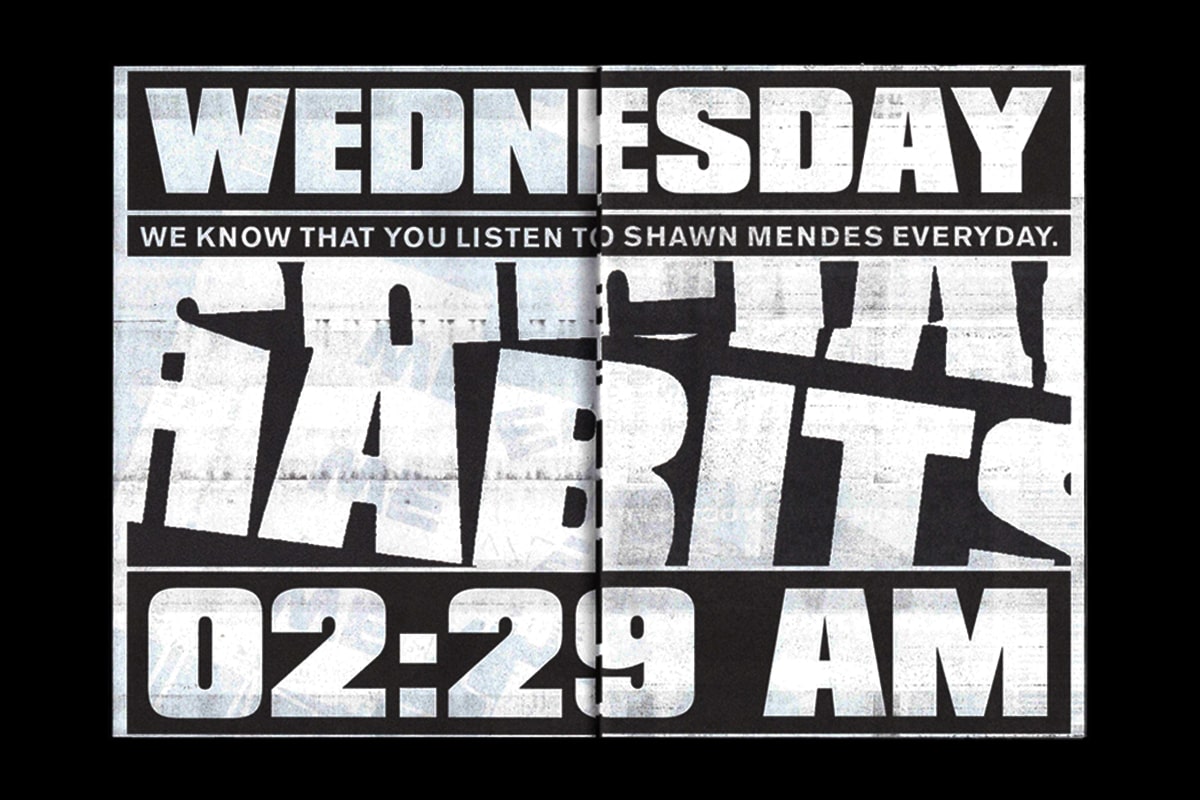 WEDNESDAY
WE KNOW THAT YOU LISTEN TO SHAWN MENDES EVERYDAY.
HABITS
02:29 AM